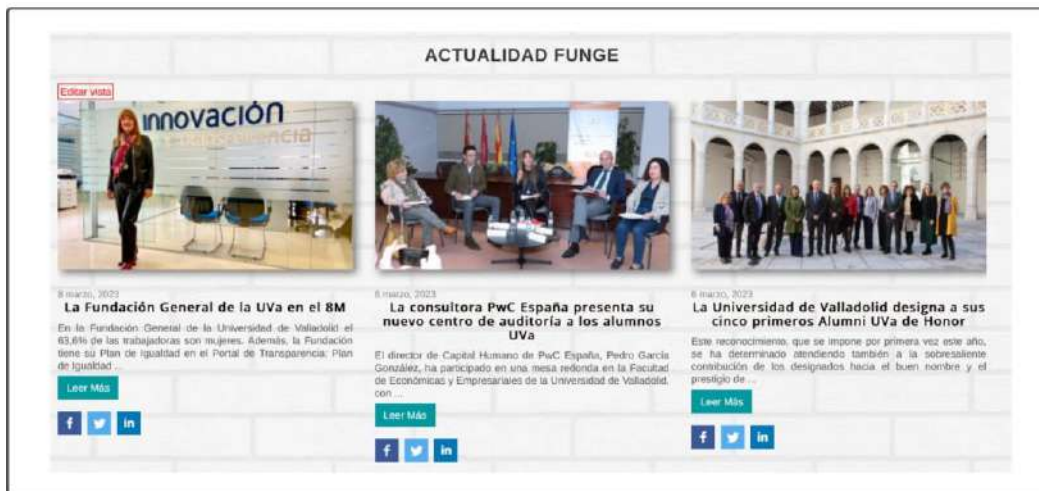 ACTUALIDAD FUNGE
Editar vista
innovación
transparencia
8 marzo, 2023
La Fundación General de la UVa en el 8M
En la Fundación General de la Universidad de Valladolid el
63,6% de las trabajadoras son mujeres. Además, la Fundación
tiene su Plan de Igualdad en el Portal de Transparencia: Plan
de Igualdad ...
Leer Más
f
in
6 marzo, 2023
La consultora PwC España presenta su
nuevo centro de auditoría a los alumnos
UVa
El director de Capital Humano de PwC España, Pedro García
González, ha participado en una mesa redonda en la Facultad
de Económicas y Empresariales de la Universidad de Valladolid,
con ...
Leer Más
f
in
6 marzo, 2023
La Universidad de Valladolid designa a sus
cinco primeros Alumni UVa de Honor
Este reconocimiento, que se impone por primera vez este año,
se ha determinado atendiendo también a la sobresaliente
contribución de los designados hacia el buen nombre y el
prestigio de ...
Leer Más
f
in